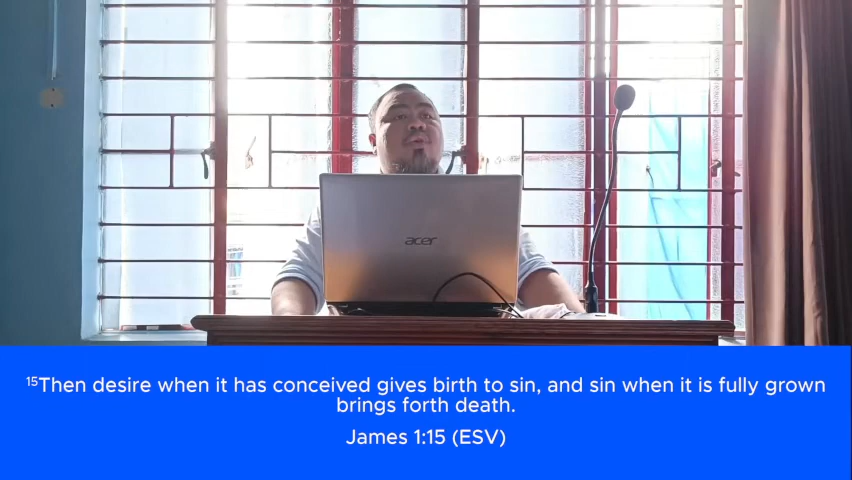 acer
¹⁵Then desire when it has conceived gives birth to sin, and sin when it is fully grown
brings forth death.
James 1:15 (ESV)